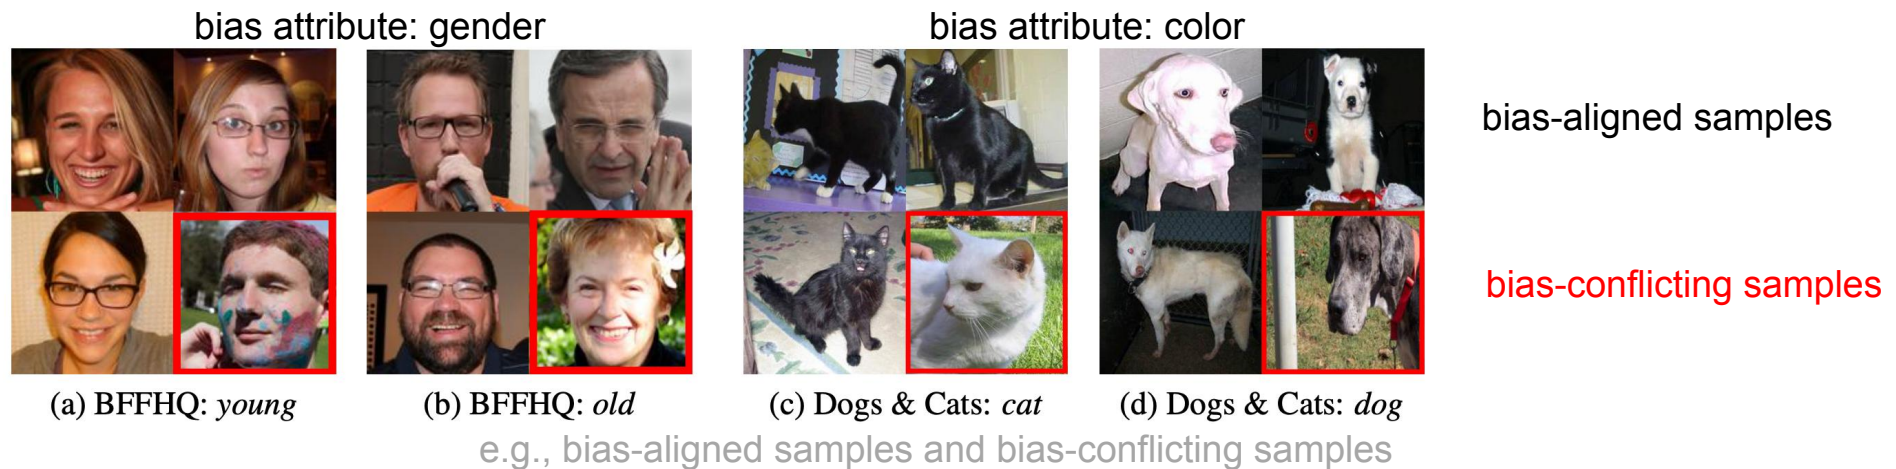 bias attribute: gender
bias attribute: color
bias-aligned samples
bias-conflicting samples
(a) BFFHQ: young
(b) BFFHQ: old
(c) Dogs & Cats: cat
(d) Dogs & Cats: dog
e.g., bias-aligned samples and bias-conflicting samples